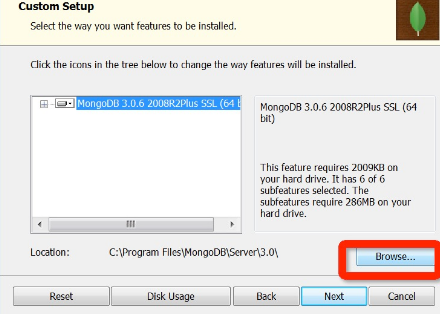 Custom Setup
Select the way you want features to be installed.
Click the icons in the tree below to change the way features will be installed.
MongoDB 3.0.6 2008R2Plus SSL (64 b
MongoDB 3.0.6 2008R2Plus SSL (64
bit)
This feature requires 2009KB on
your hard drive. It has 6 of 6
subfeatures selected. The
subfeatures require 286MB on your
hard drive.
Location: C:\Program Files\MongoDB\Server\3.0\
Browse...
Reset Disk Usage Back Next Cancel